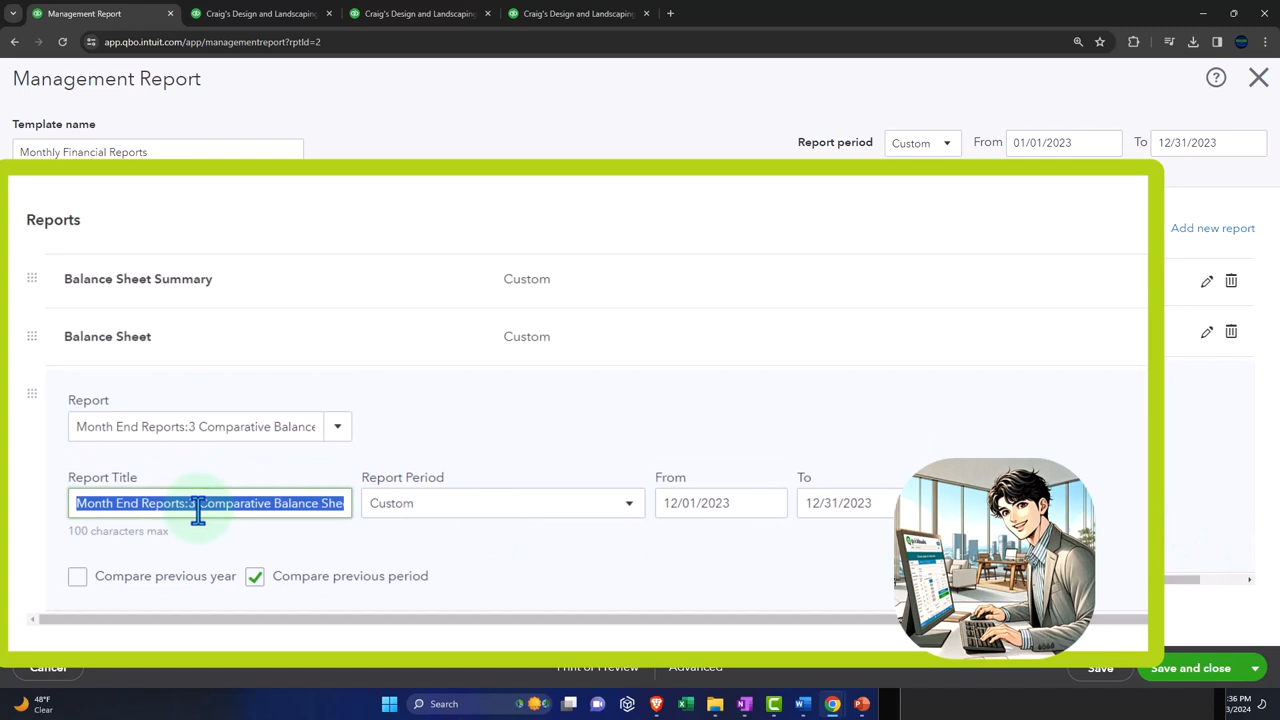 Management Report
Craig's Design and Landscaping
Craig's Design and Landscaping
Craig's Design and Landscaping
app.qbo.intuit.com/app/managementreport?rptId=2
Management Report
Template name
Monthly Financial Reports
Report period
Custom
From
01/01/2023
To
12/31/2023
Reports
Add new report
Balance Sheet Summary
Custom
Balance Sheet
Custom
Report
Month End Reports:3 Comparative Balance
Report Title
Report Period
From
To
Month End Reports:3 Comparative Balance Shee
Custom
12/01/2023
12/31/2023
100 characters max
Compare previous year
Compare previous period
Cancel
Print or Preview
Advanced
Save
Save and close
48°F
Clear
Search
:36 PM
3/2024